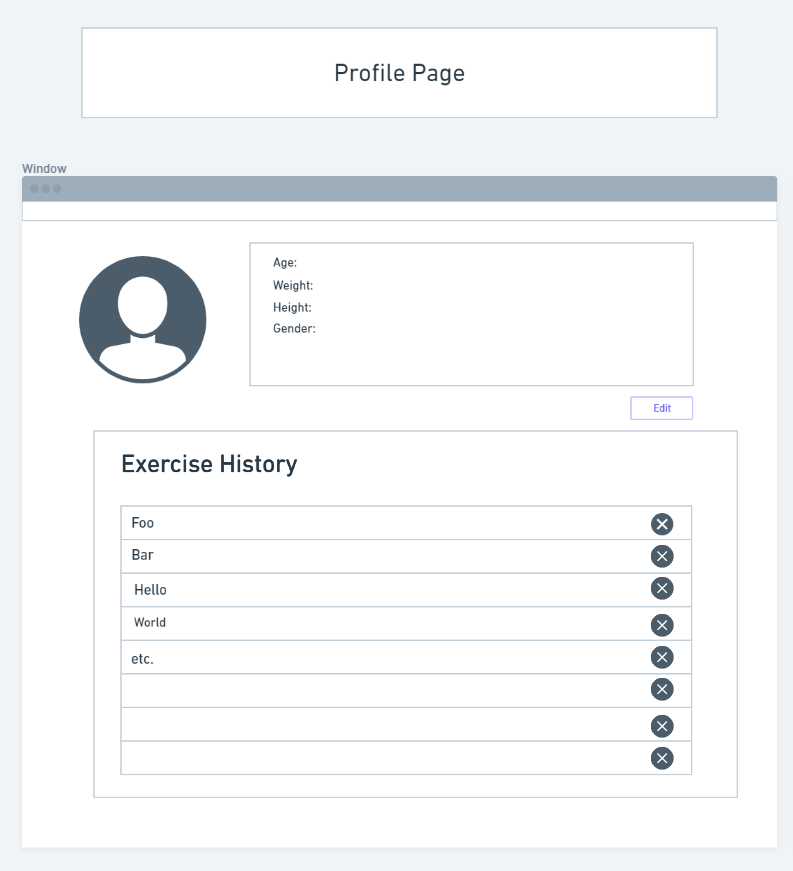 Profile Page
Window
Age:
Weight:
Height:
Gender:
Edit
Exercise History
Foo
Bar
Hello
World
etc.